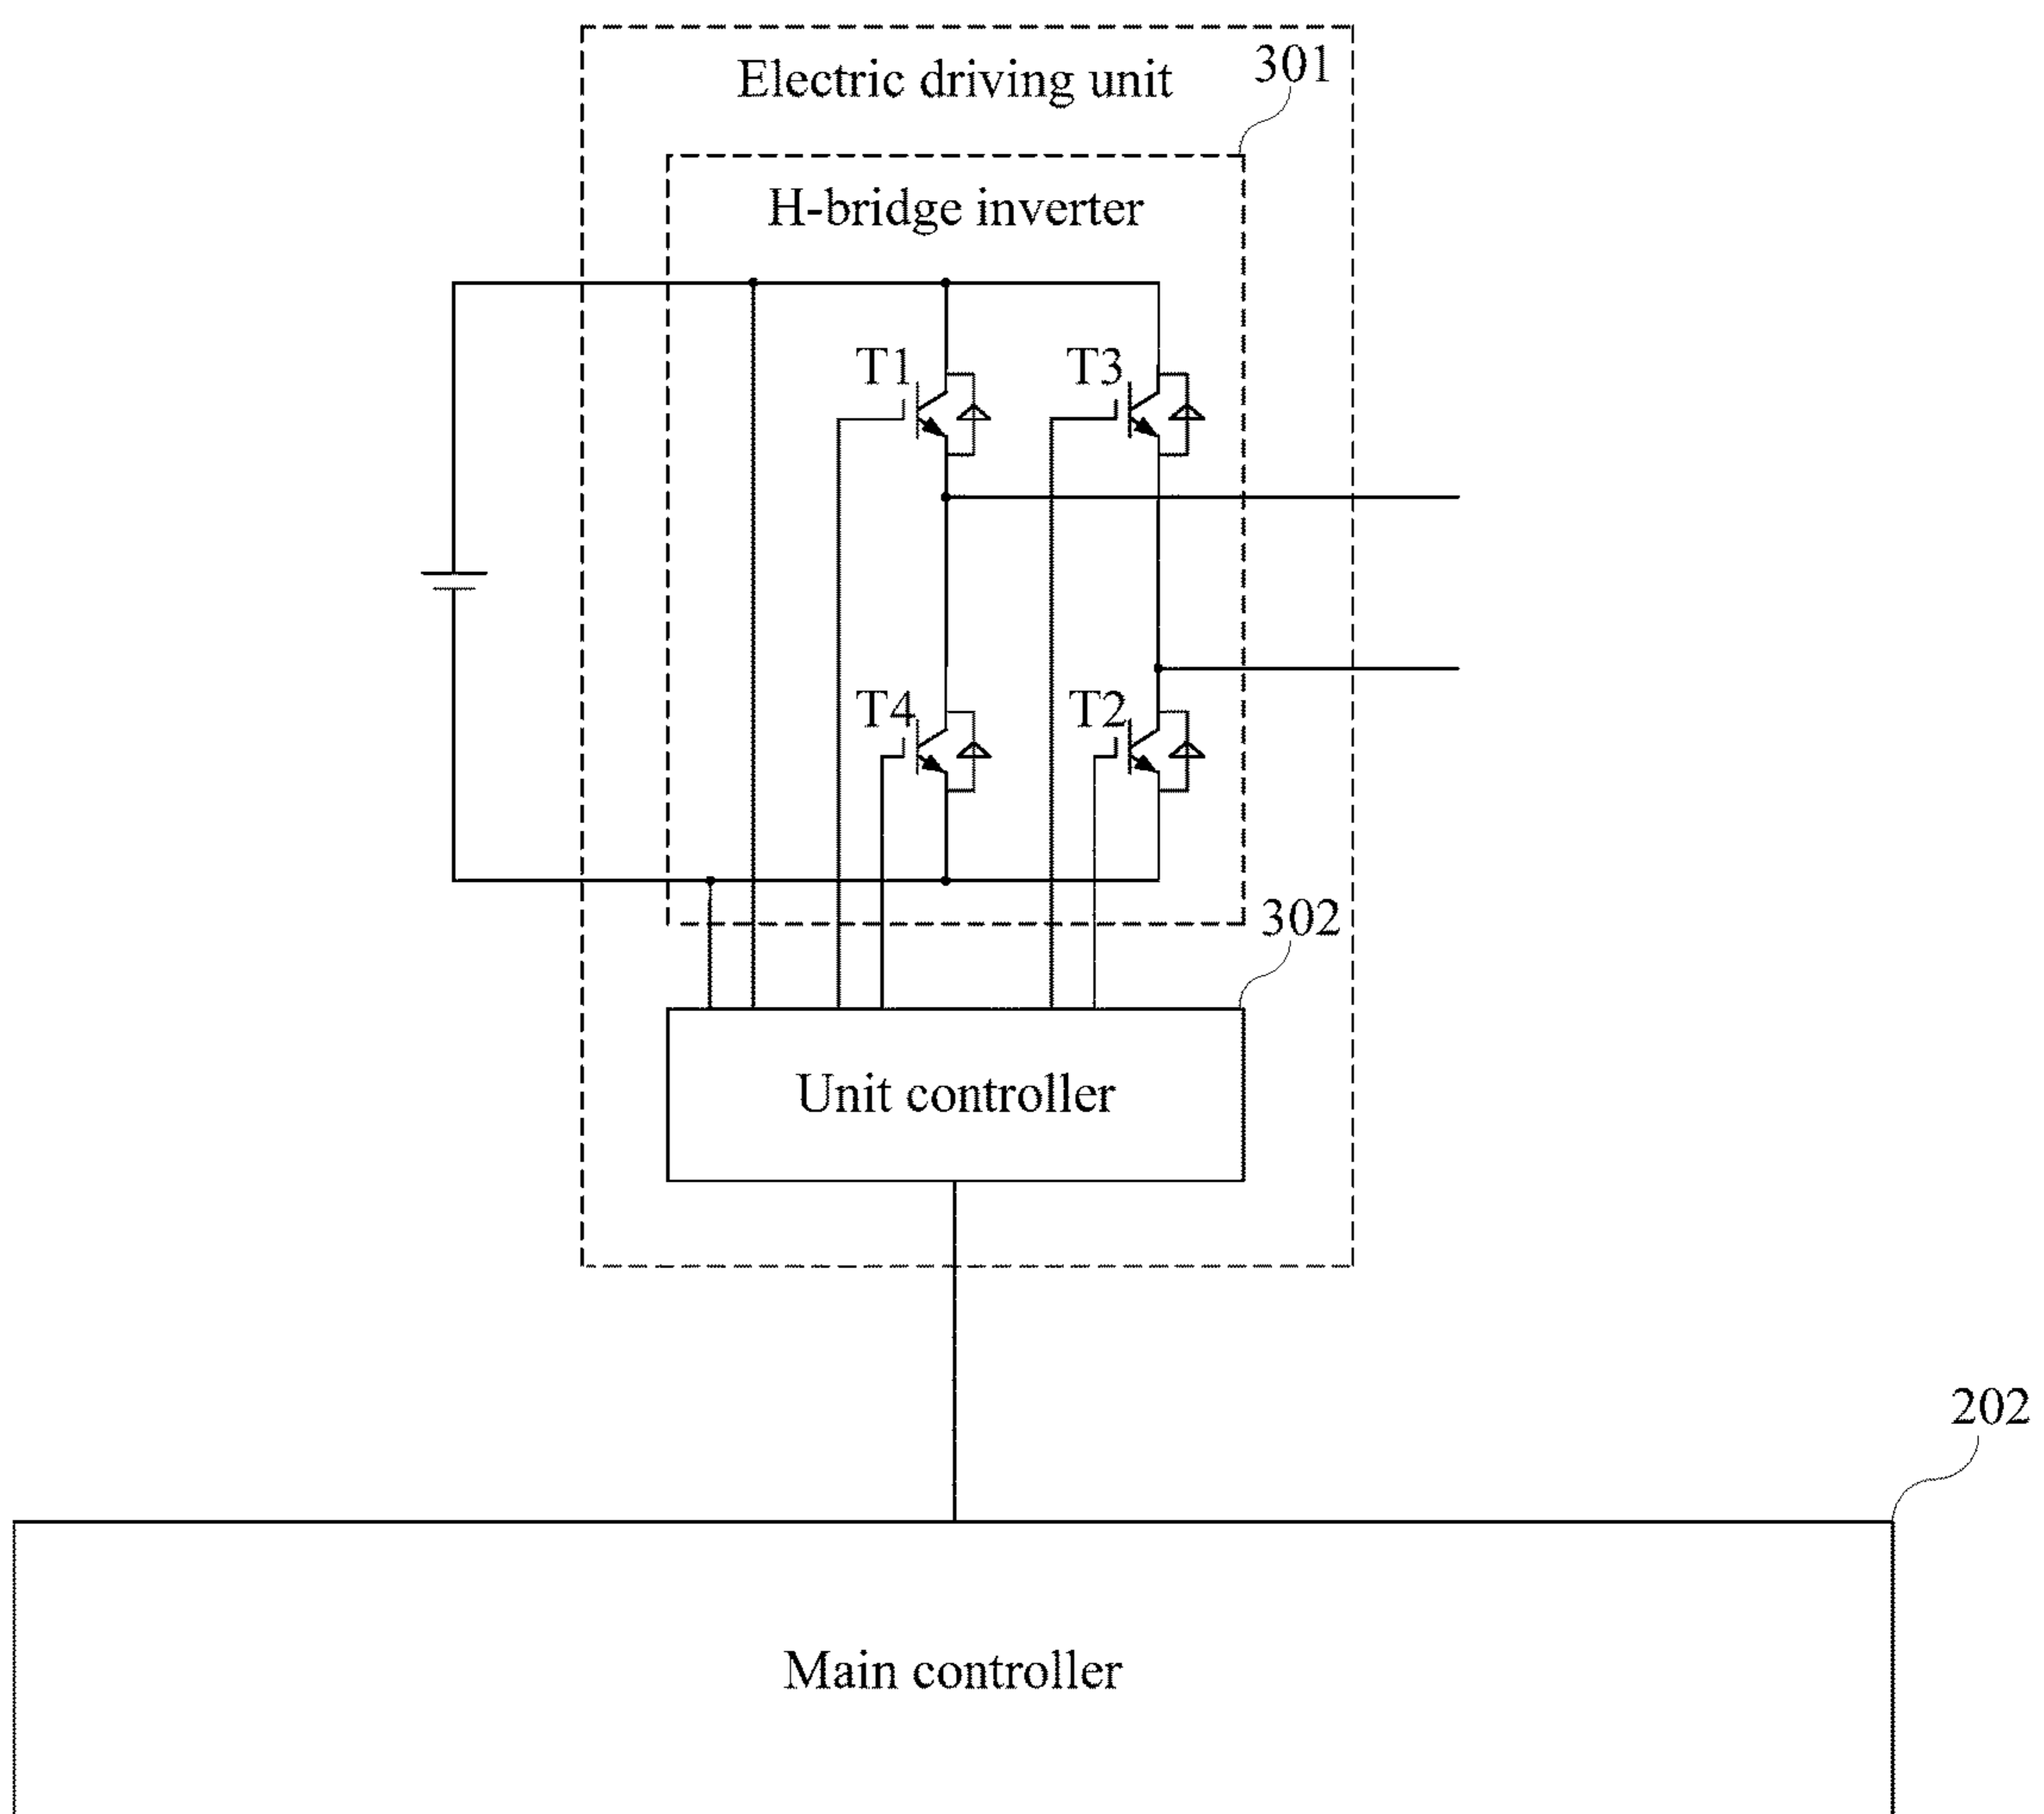 Electric driving unit
301
H-bridge inverter
T1
T3
T4
T2
302
Unit controller
202
Main controller